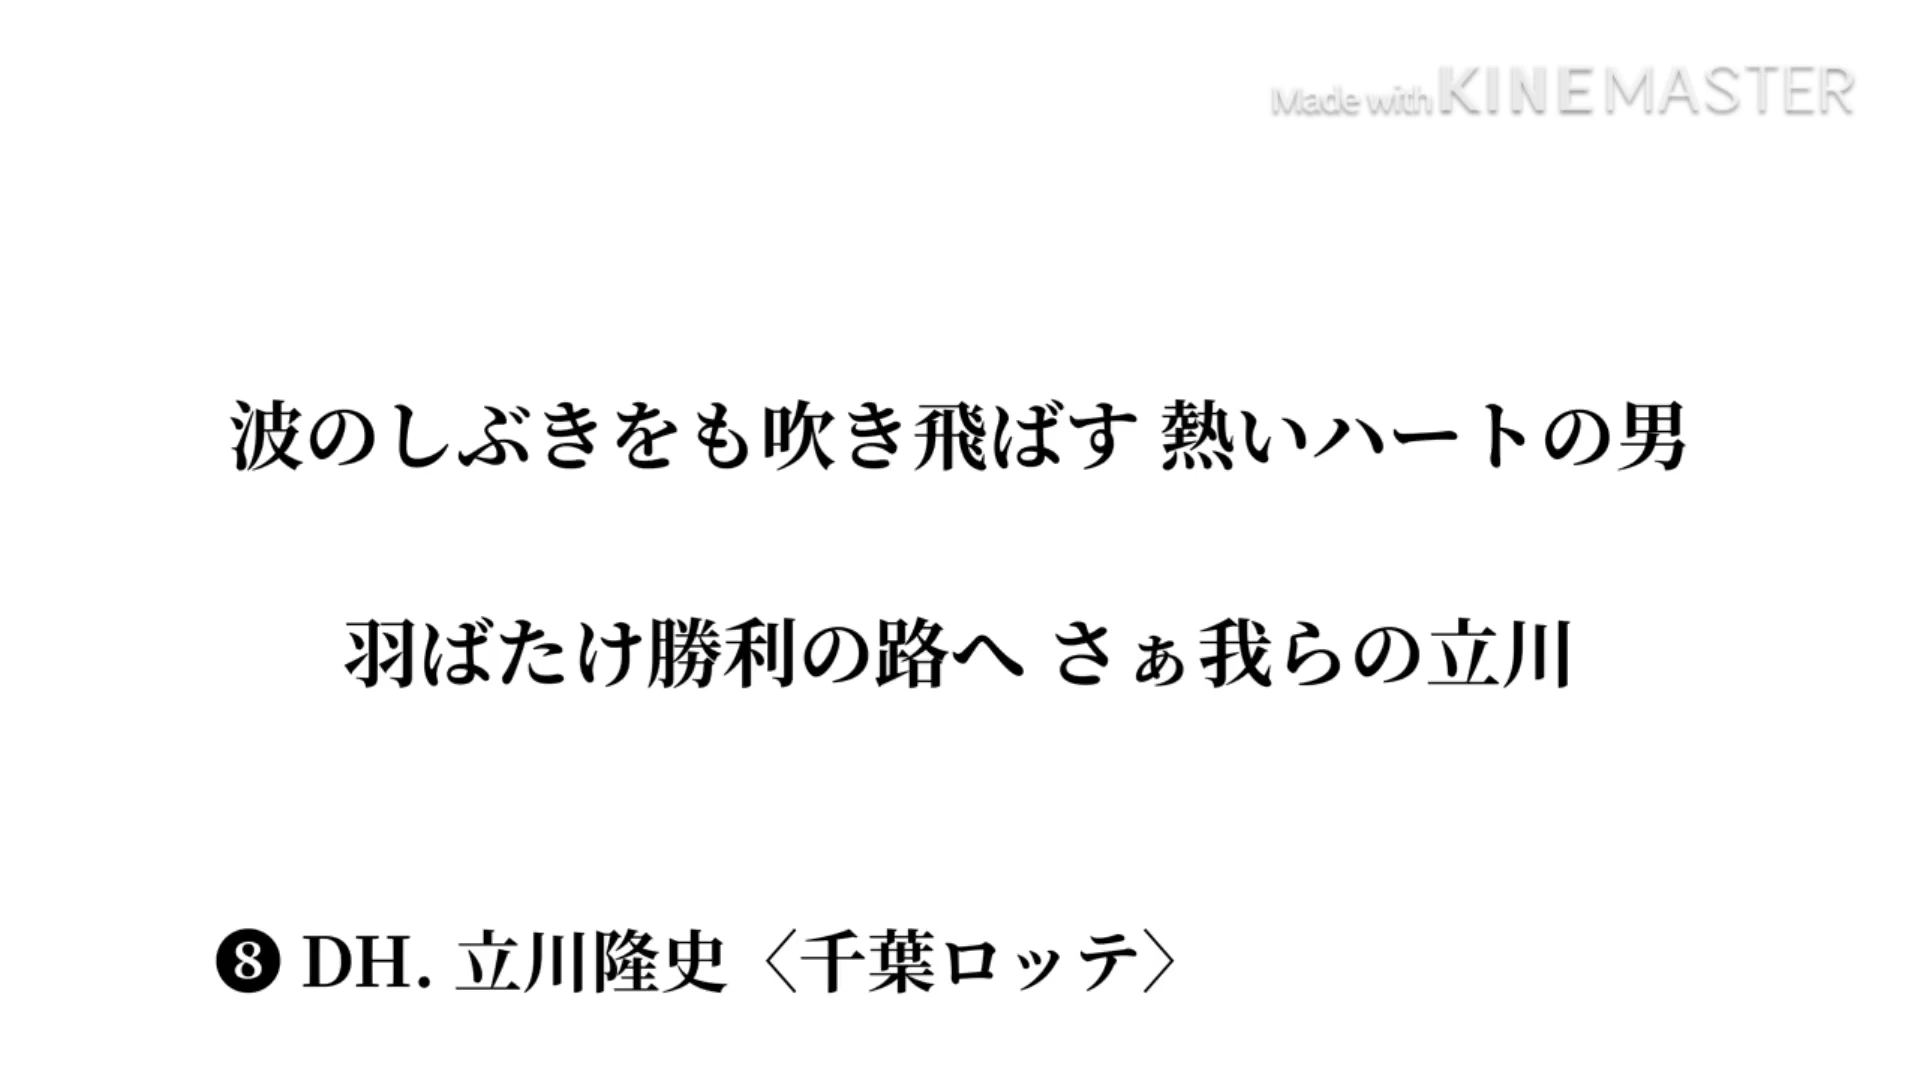 Made with KINEMASTER
波のしぶきをも吹き飛ばす 熱いハートの男
羽ばたけ勝利の路へ さぁ我らの立川
❽ DH. 立川隆史〈千葉ロッテ〉